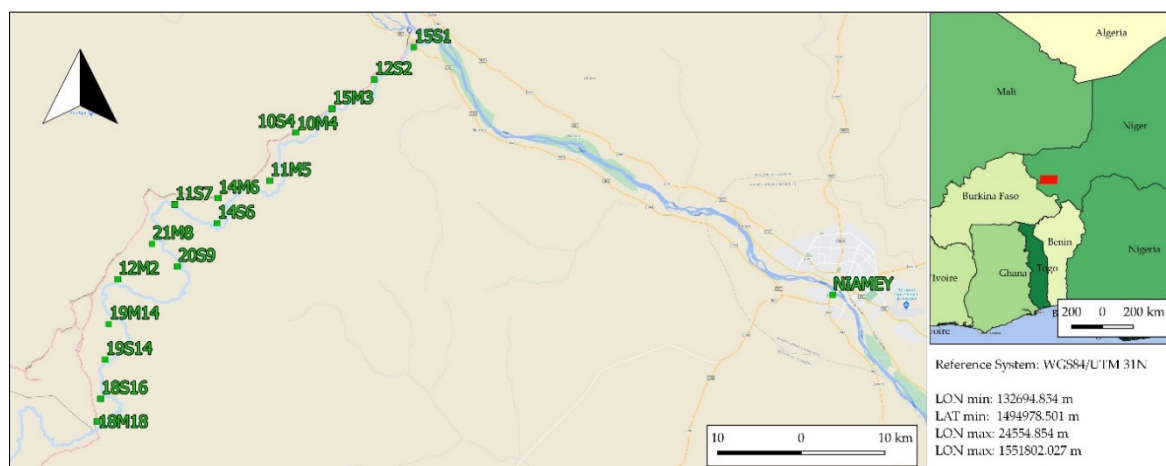 15S1
12S2
15M3
10S4
10M4
11M5
14M6
11S7
14S6
21M8
20S9
12M2
19M14
19S14
18S16
18M18
NIAMEY
10 0 10 km
Algeria
Mali
Niger
Burkina Faso
Benin
Nigeria
Togo
Ghana
200 0 200 km
Reference System: WGS84/UTM 31N
LON min: 132694.854 m
LAT min: 1494978.501 m
LON max: 24554.854 m
LON max: 1551802.027 m